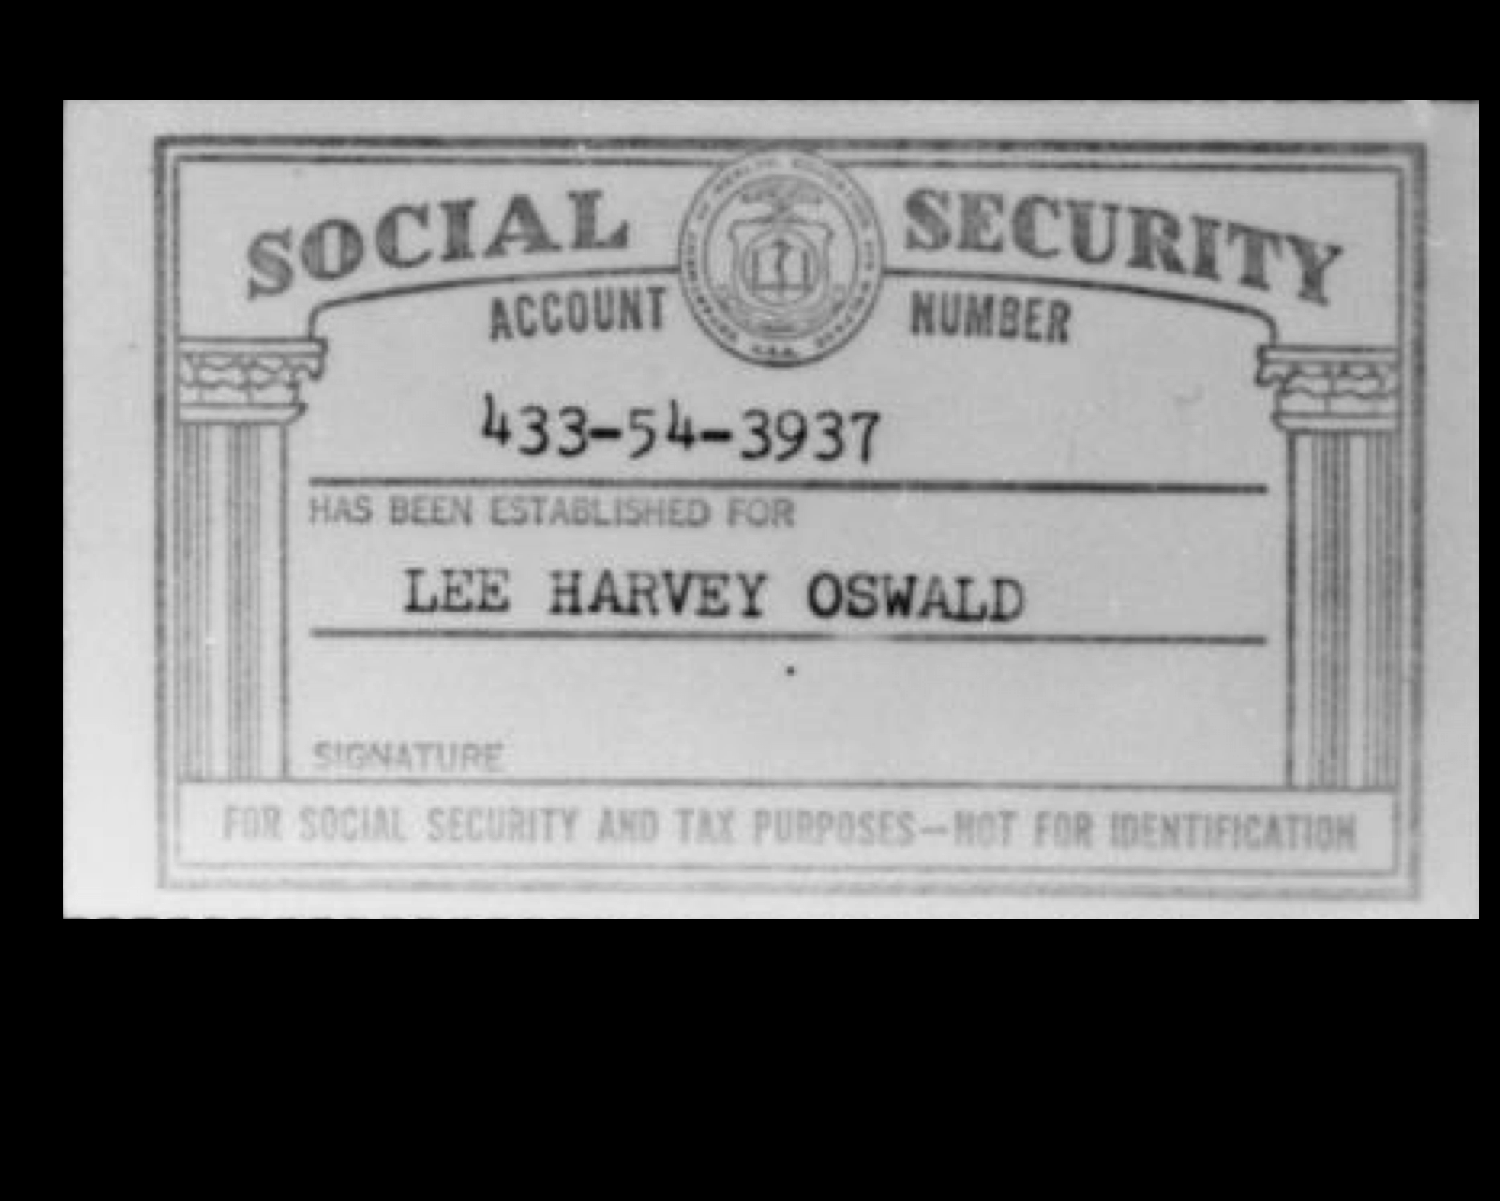 SOCIAL SECURITY
ACCOUNT NUMBER
433-54-3937
HAS BEEN ESTABLISHED FOR
LEE HARVEY OSWALD
SIGNATURE
FOR SOCIAL SECURITY AND TAX PURPOSES—NOT FOR IDENTIFICATION